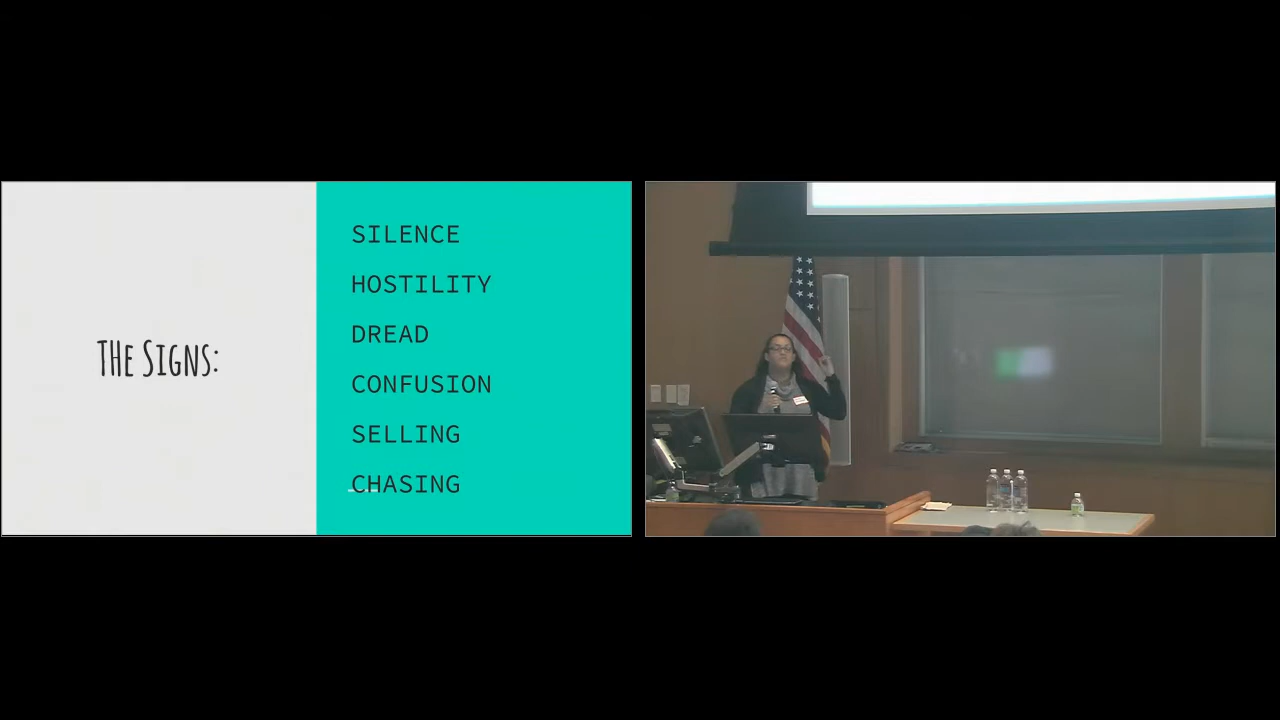 THE SIGNS:
SILENCE
HOSTILITY
DREAD
CONFUSION
SELLING
CHASING